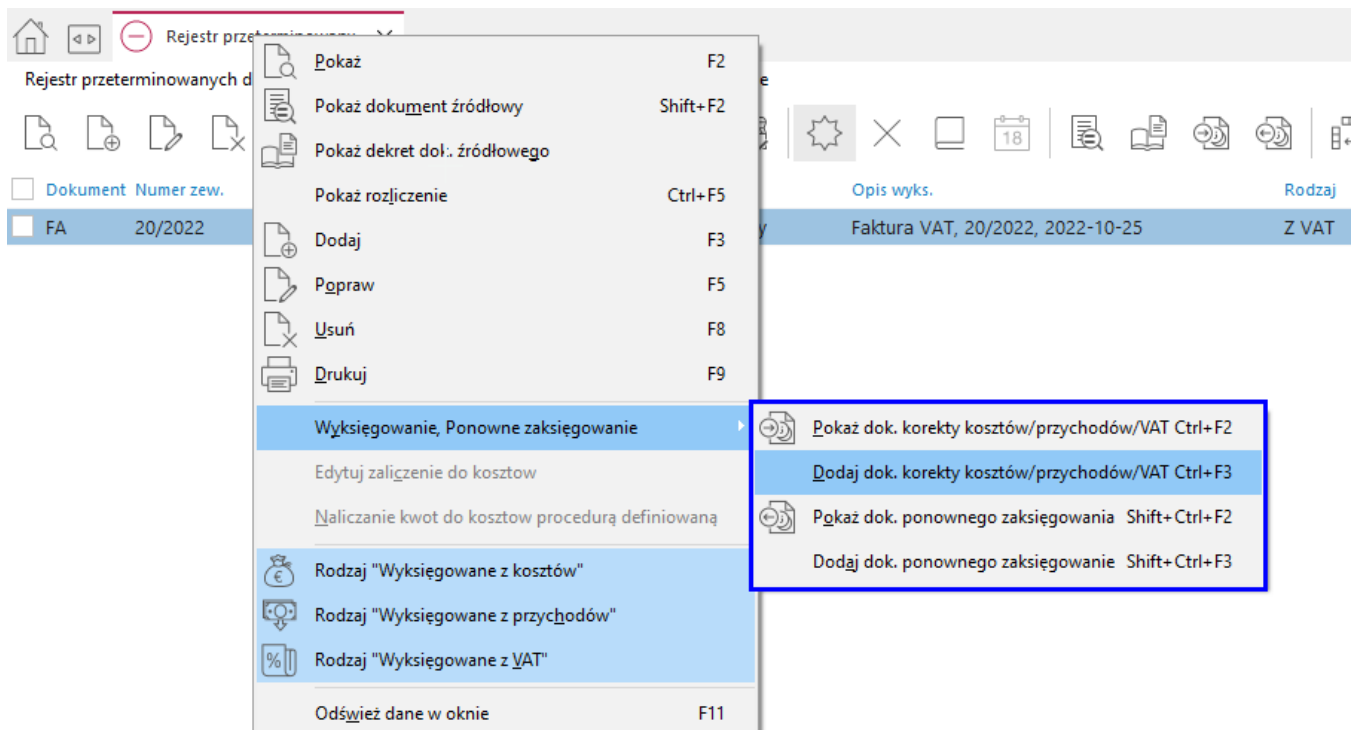 Rejestr
Rejestr przeterminowanych
e
18
Dokument Numer zew. Opis wyks. Rodzaj
FA 20/2022 y Faktura VAT, 20/2022, 2022-10-25 Z VAT
Pokaż F2
Pokaż dokument źródłowy Shift+F2
Pokaż dekret dok. źródłowego
Pokaż rozliczenie Ctrl+F5
Dodaj F3
Popraw F5
Usuń F8
Drukuj F9
Wyksięgowanie, Ponowne zaksięgowanie
Edytuj zaliczenie do kosztow
Naliczanie kwot do kosztow procedurą definiowaną
Rodzaj "Wyksięgowane z kosztów"
Rodzaj "Wyksięgowane z przychodów"
Rodzaj "Wyksięgowane z VAT"
Odśwież dane w oknie F11
Pokaż dok. korekty kosztów/przychodów/VAT Ctrl+F2
Dodaj dok. korekty kosztów/przychodów/VAT Ctrl+F3
Pokaż dok. ponownego zaksięgowania Shift+Ctrl+F2
Dodaj dok. ponownego zaksięgowanie Shift+Ctrl+F3